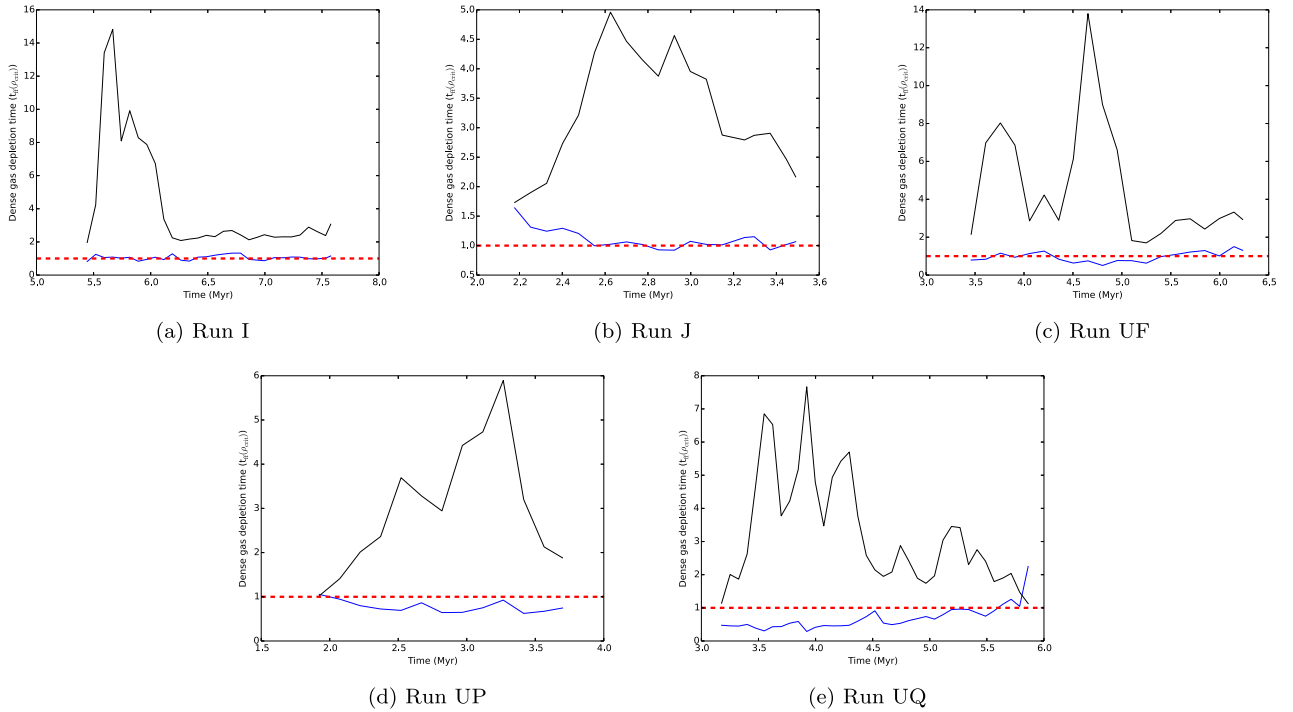 16
14
12
10
8
6
4
2
0
Dense gas depletion time (t_ff(ρ_crit))
5.0 5.5 6.0 6.5 7.0 7.5 8.0
Time (Myr)
(a) Run I
5.0
4.5
4.0
3.5
3.0
2.5
2.0
1.5
1.0
0.5
Dense gas depletion time (t_ff(ρ_crit))
2.0 2.2 2.4 2.6 2.8 3.0 3.2 3.4 3.6
Time (Myr)
(b) Run J
14
12
10
8
6
4
2
0
Dense gas depletion time (t_ff(ρ_crit))
3.0 3.5 4.0 4.5 5.0 5.5 6.0 6.5
Time (Myr)
(c) Run UF
6
5
4
3
2
1
0
Dense gas depletion time (t_ff(ρ_crit))
1.5 2.0 2.5 3.0 3.5 4.0
Time (Myr)
(d) Run UP
8
7
6
5
4
3
2
1
0
Dense gas depletion time (t_ff(ρ_crit))
3.0 3.5 4.0 4.5 5.0 5.5 6.0
Time (Myr)
(e) Run UQ